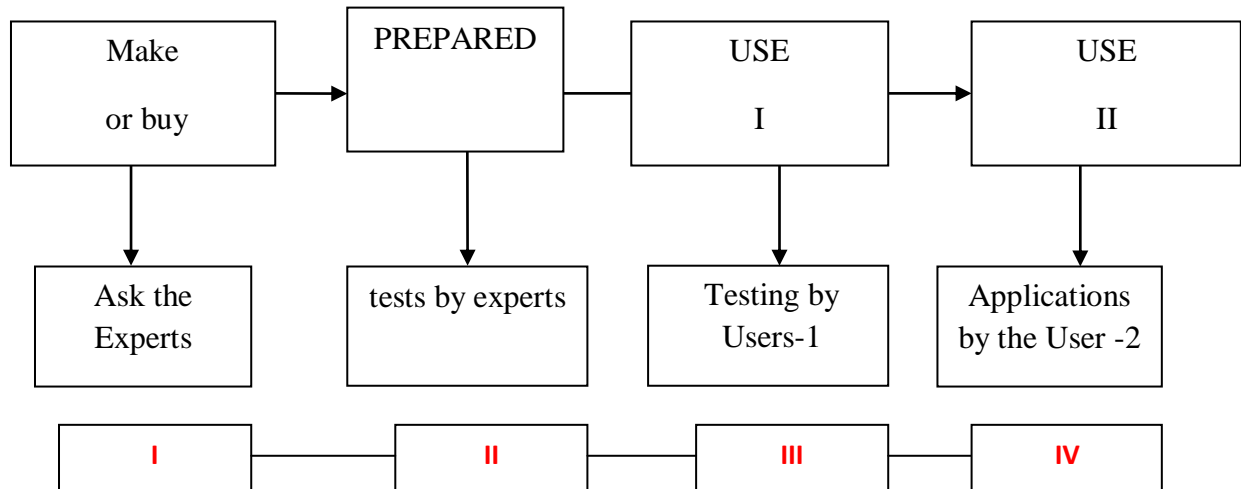 Make
or buy
PREPARED
USE
I
USE
II
Ask the
Experts
tests by experts
Testing by
Users-1
Applications
by the User -2
I
II
III
IV